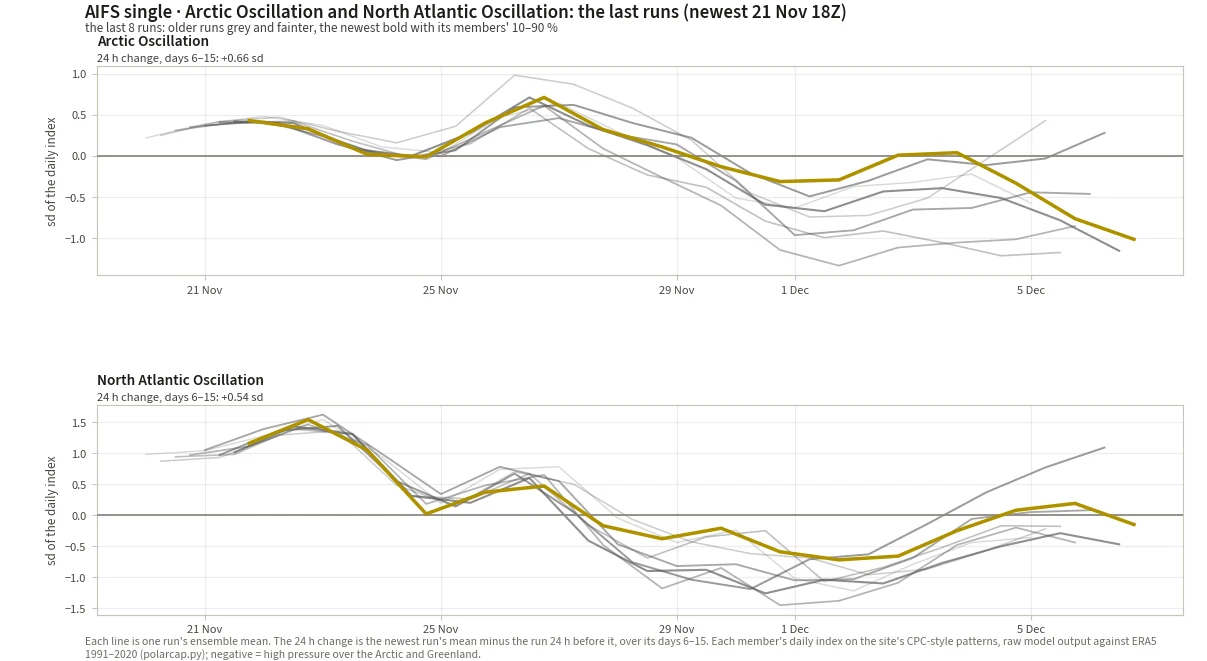 AIFS single · Arctic Oscillation and North Atlantic Oscillation: the last runs (newest 21 Nov 18Z)
the last 8 runs: older runs grey and fainter, the newest bold with its members' 10–90 %
Arctic Oscillation
24 h change, days 6–15: +0.66 sd
sd of the daily index
1.0
0.5
0.0
−0.5
−1.0
21 Nov
25 Nov
29 Nov
1 Dec
5 Dec
North Atlantic Oscillation
24 h change, days 6–15: +0.54 sd
sd of the daily index
1.5
1.0
0.5
0.0
−0.5
−1.0
−1.5
21 Nov
25 Nov
29 Nov
1 Dec
5 Dec
Each line is one run's ensemble mean. The 24 h change is the newest run's mean minus the run 24 h before it, over its days 6–15. Each member's daily index on the site's CPC-style patterns, raw model output against ERA5
1991–2020 (polarcap.py); negative = high pressure over the Arctic and Greenland.